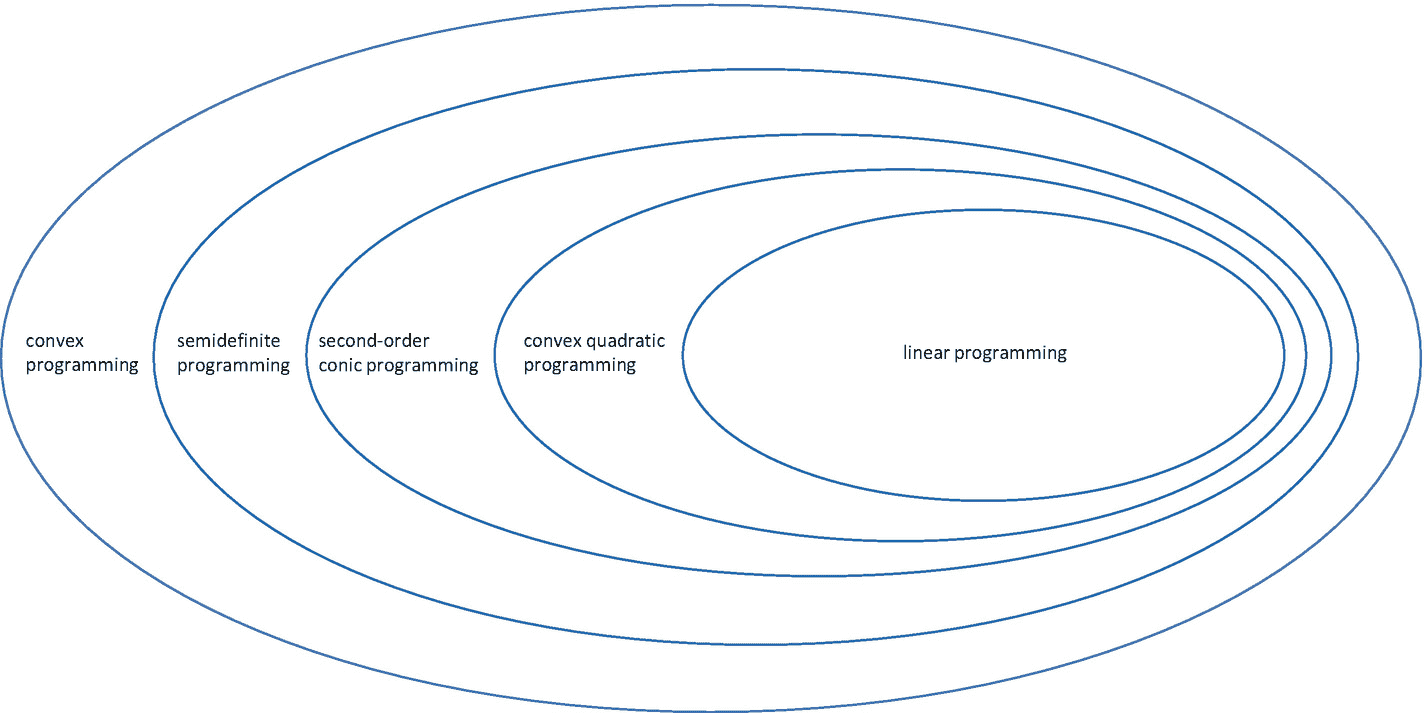 convex
programming
semidefinite
programming
second-order
conic programming
convex quadratic
programming
linear programming